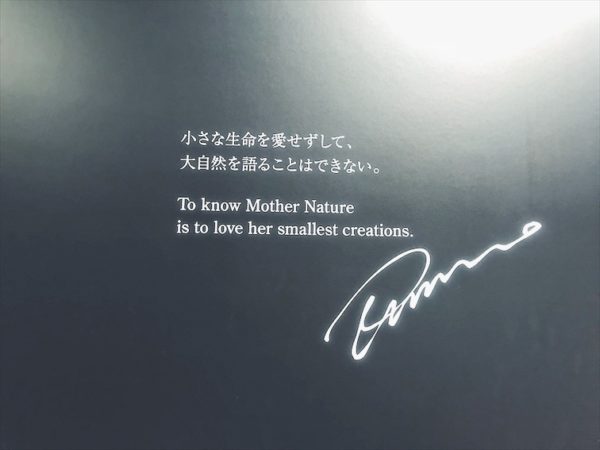 小さな生命を愛せずして、
大自然を語ることはできない。
To know Mother Nature
is to love her smallest creations.